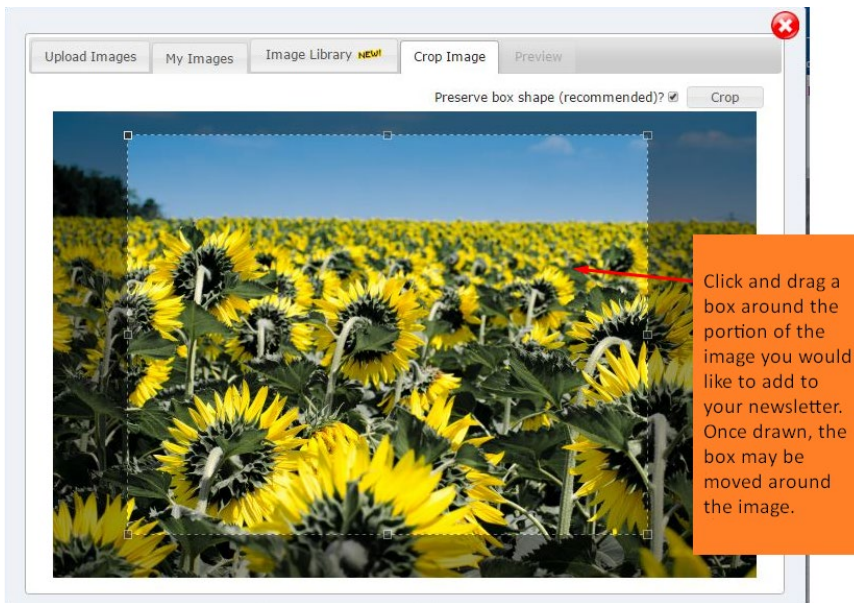 Upload Images My Images Image Library NEW! Crop Image Preview
Preserve box shape (recommended)? Crop
Click and drag a
box around the
portion of the
image you would
like to add to
your newsletter.
Once drawn, the
box may be
moved around
the image.